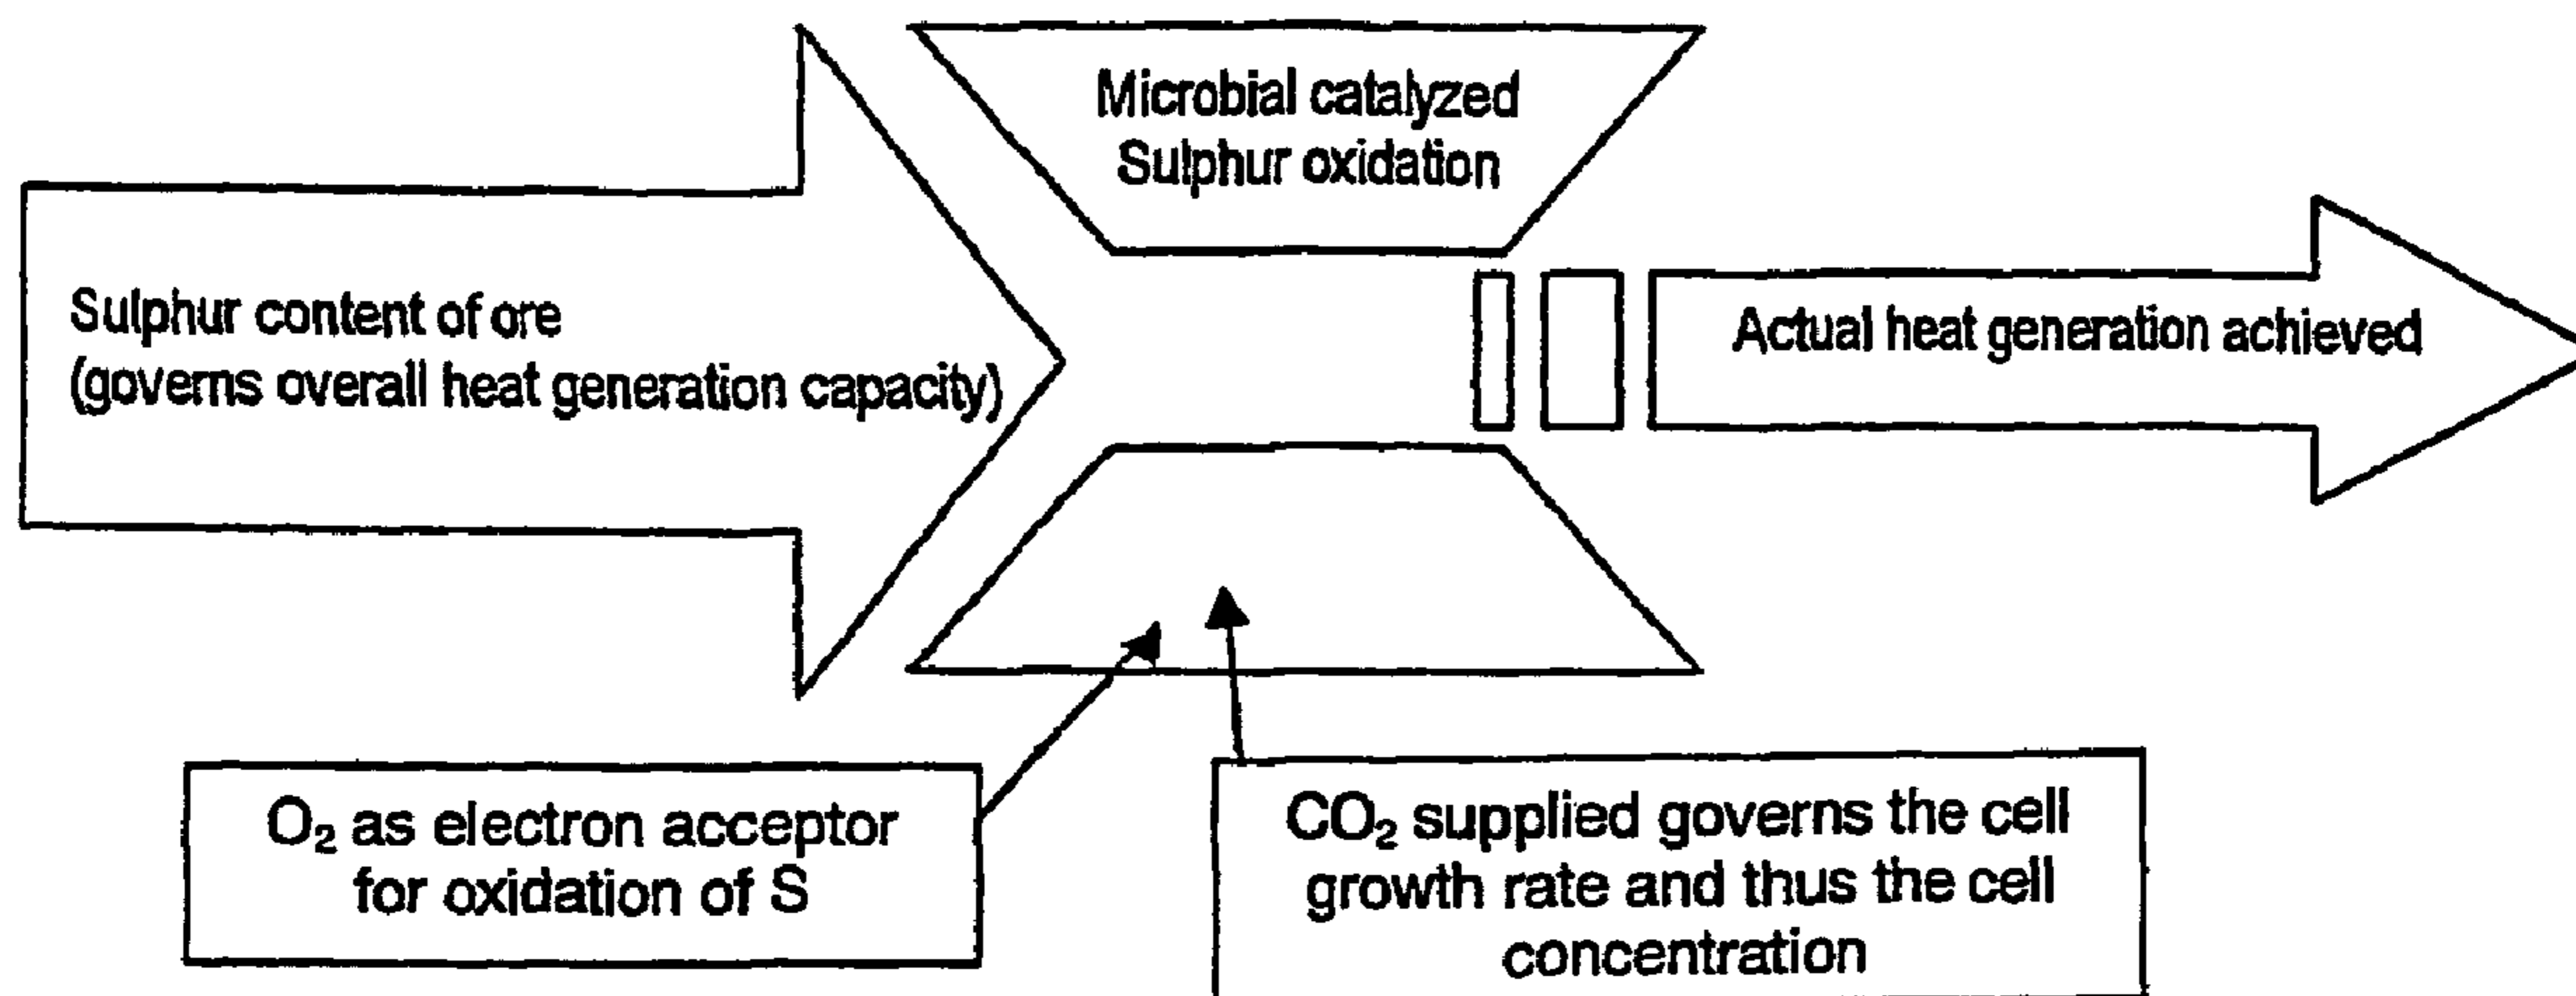 Microbial catalyzed
Sulphur oxidation
Sulphur content of ore
(governs overall heat generation capacity)
Actual heat generation achieved
O₂ as electron acceptor
for oxidation of S
CO₂ supplied governs the cell
growth rate and thus the cell
concentration